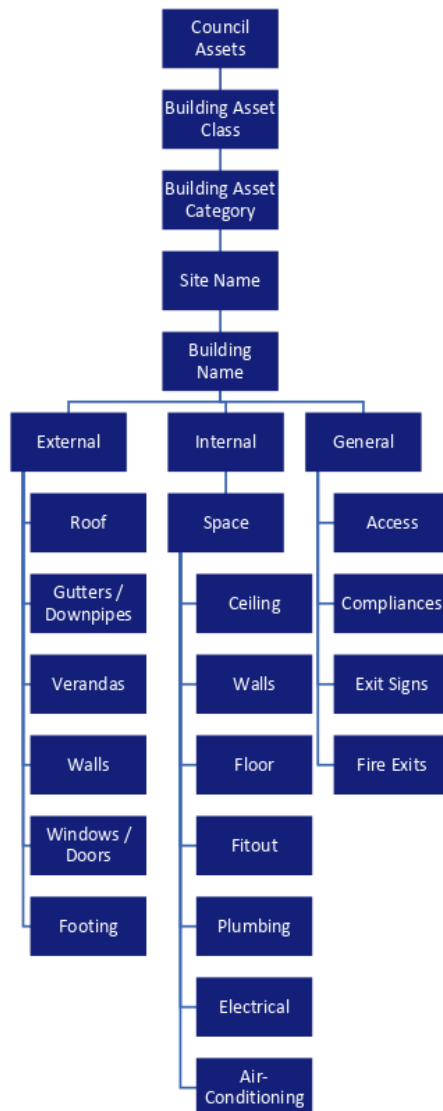 Council
Assets
Building Asset
Class
Building Asset
Category
Site Name
Building
Name
External
Internal
General
Roof
Space
Access
Gutters /
Downpipes
Ceiling
Compliances
Verandas
Walls
Exit Signs
Walls
Floor
Fire Exits
Windows /
Doors
Fitout
Footing
Plumbing
Electrical
Air-
Conditioning